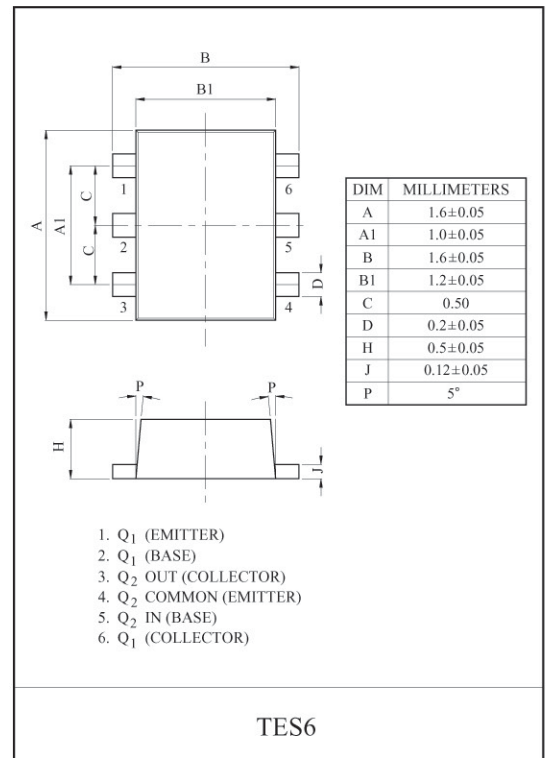 B
B1
A
A1
C
C
D
1
2
3
6
5
4
DIM MILLIMETERS
A 1.6±0.05
A1 1.0±0.05
B 1.6±0.05
B1 1.2±0.05
C 0.50
D 0.2±0.05
H 0.5±0.05
J 0.12±0.05
P 5°
P
P
H
J
1. Q1 (EMITTER)
2. Q1 (BASE)
3. Q2 OUT (COLLECTOR)
4. Q2 COMMON (EMITTER)
5. Q2 IN (BASE)
6. Q1 (COLLECTOR)
TES6